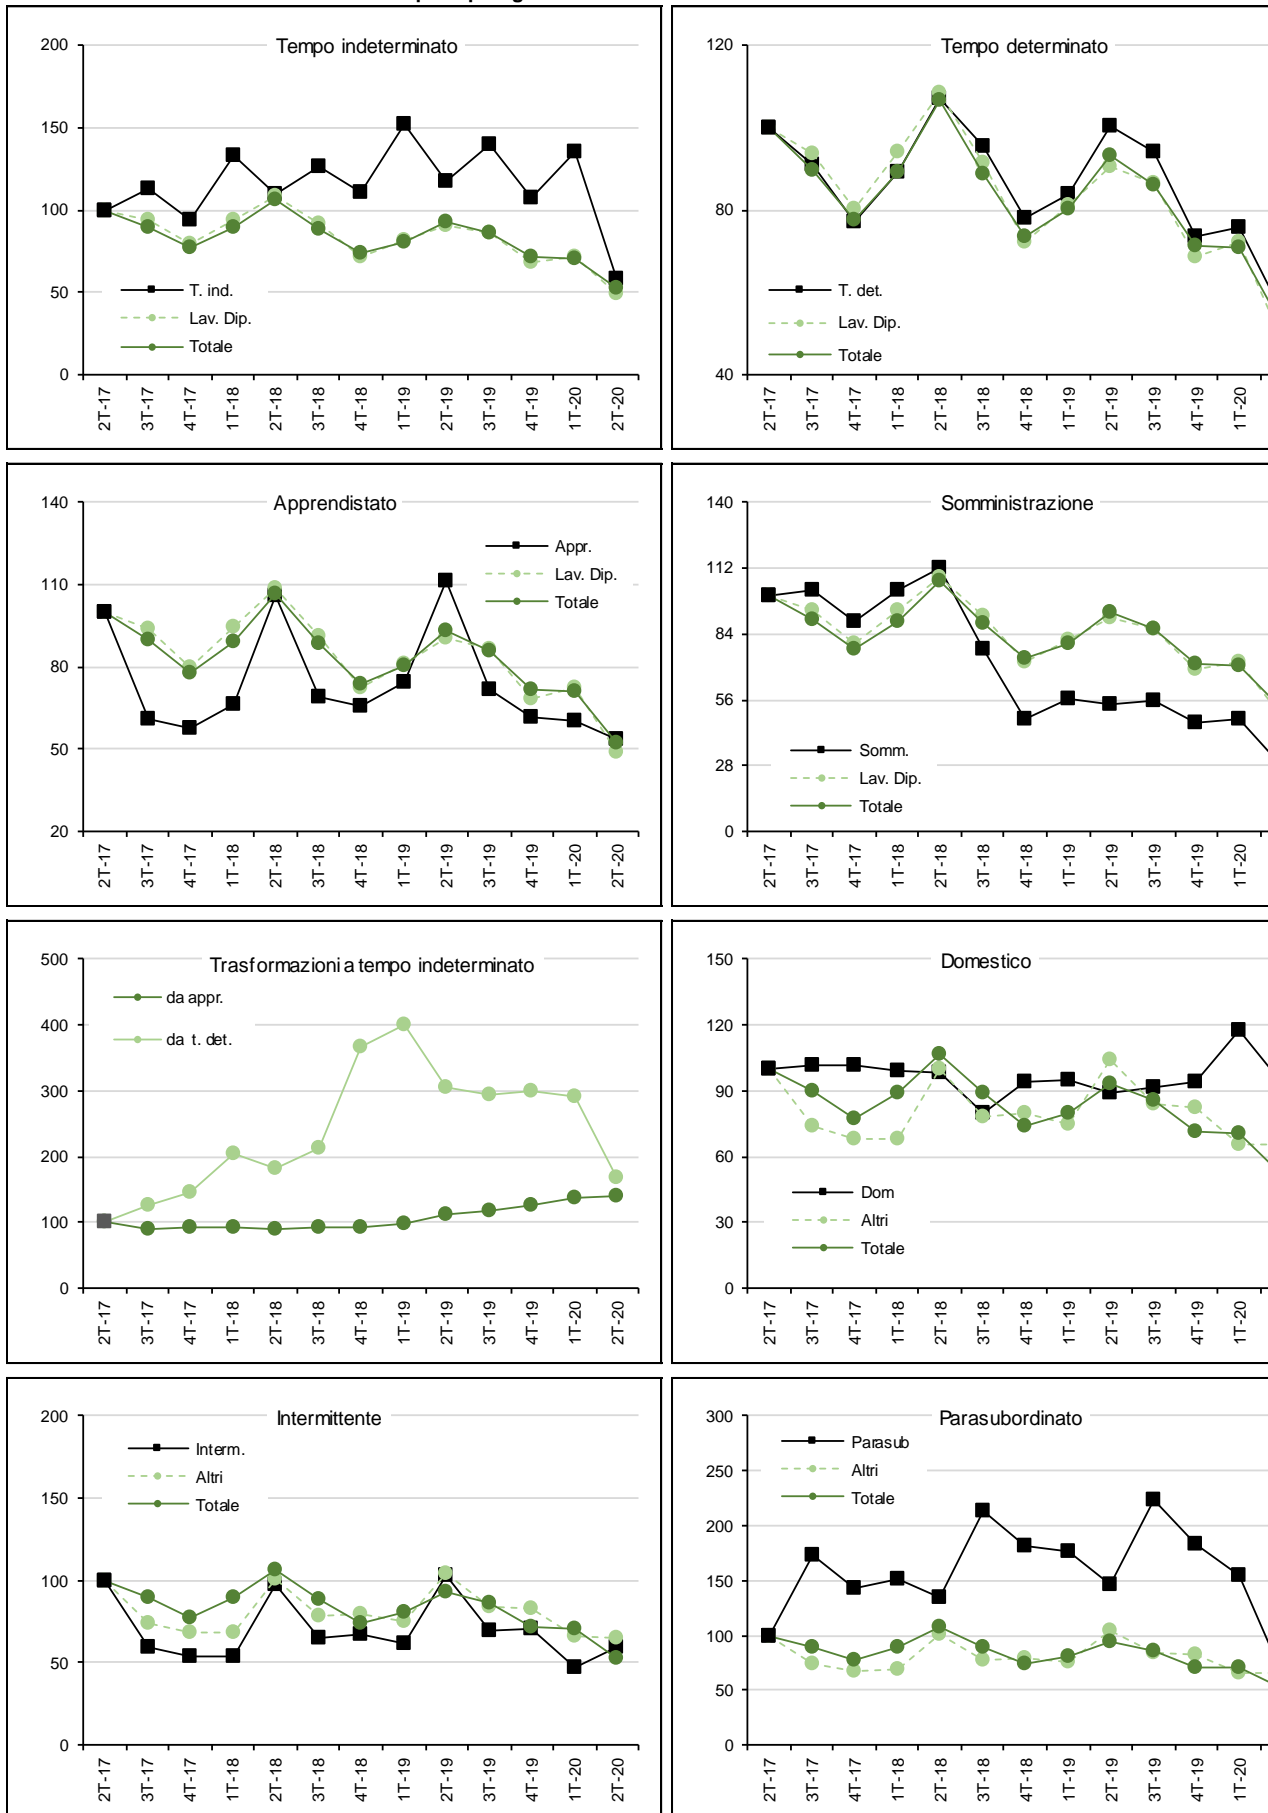 Tempo indeterminato
200
150
100
50
0
T. ind.
Lav. Dip.
Totale
2T-17
3T-17
4T-17
1T-18
2T-18
3T-18
4T-18
1T-19
2T-19
3T-19
4T-19
1T-20
2T-20
Tempo determinato
120
80
40
T. det.
Lav. Dip.
Totale
2T-17
3T-17
4T-17
1T-18
2T-18
3T-18
4T-18
1T-19
2T-19
3T-19
4T-19
1T-20
Apprendistato
140
110
80
50
20
Appr.
Lav. Dip.
Totale
2T-17
3T-17
4T-17
1T-18
2T-18
3T-18
4T-18
1T-19
2T-19
3T-19
4T-19
1T-20
2T-20
Somministrazione
140
112
84
56
28
0
Somm.
Lav. Dip.
Totale
2T-17
3T-17
4T-17
1T-18
2T-18
3T-18
4T-18
1T-19
2T-19
3T-19
4T-19
1T-20
Trasformazioni a tempo indeterminato
500
400
300
200
100
0
da appr.
da t. det.
2T-17
3T-17
4T-17
1T-18
2T-18
3T-18
4T-18
1T-19
2T-19
3T-19
4T-19
1T-20
2T-20
Domestico
150
120
90
60
30
0
Dom
Altri
Totale
2T-17
3T-17
4T-17
1T-18
2T-18
3T-18
4T-18
1T-19
2T-19
3T-19
4T-19
1T-20
Intermittente
200
150
100
50
0
Interm.
Altri
Totale
2T-17
3T-17
4T-17
1T-18
2T-18
3T-18
4T-18
1T-19
2T-19
3T-19
4T-19
1T-20
2T-20
Parasubordinato
300
250
200
150
100
50
0
Parasub
Altri
Totale
2T-17
3T-17
4T-17
1T-18
2T-18
3T-18
4T-18
1T-19
2T-19
3T-19
4T-19
1T-20